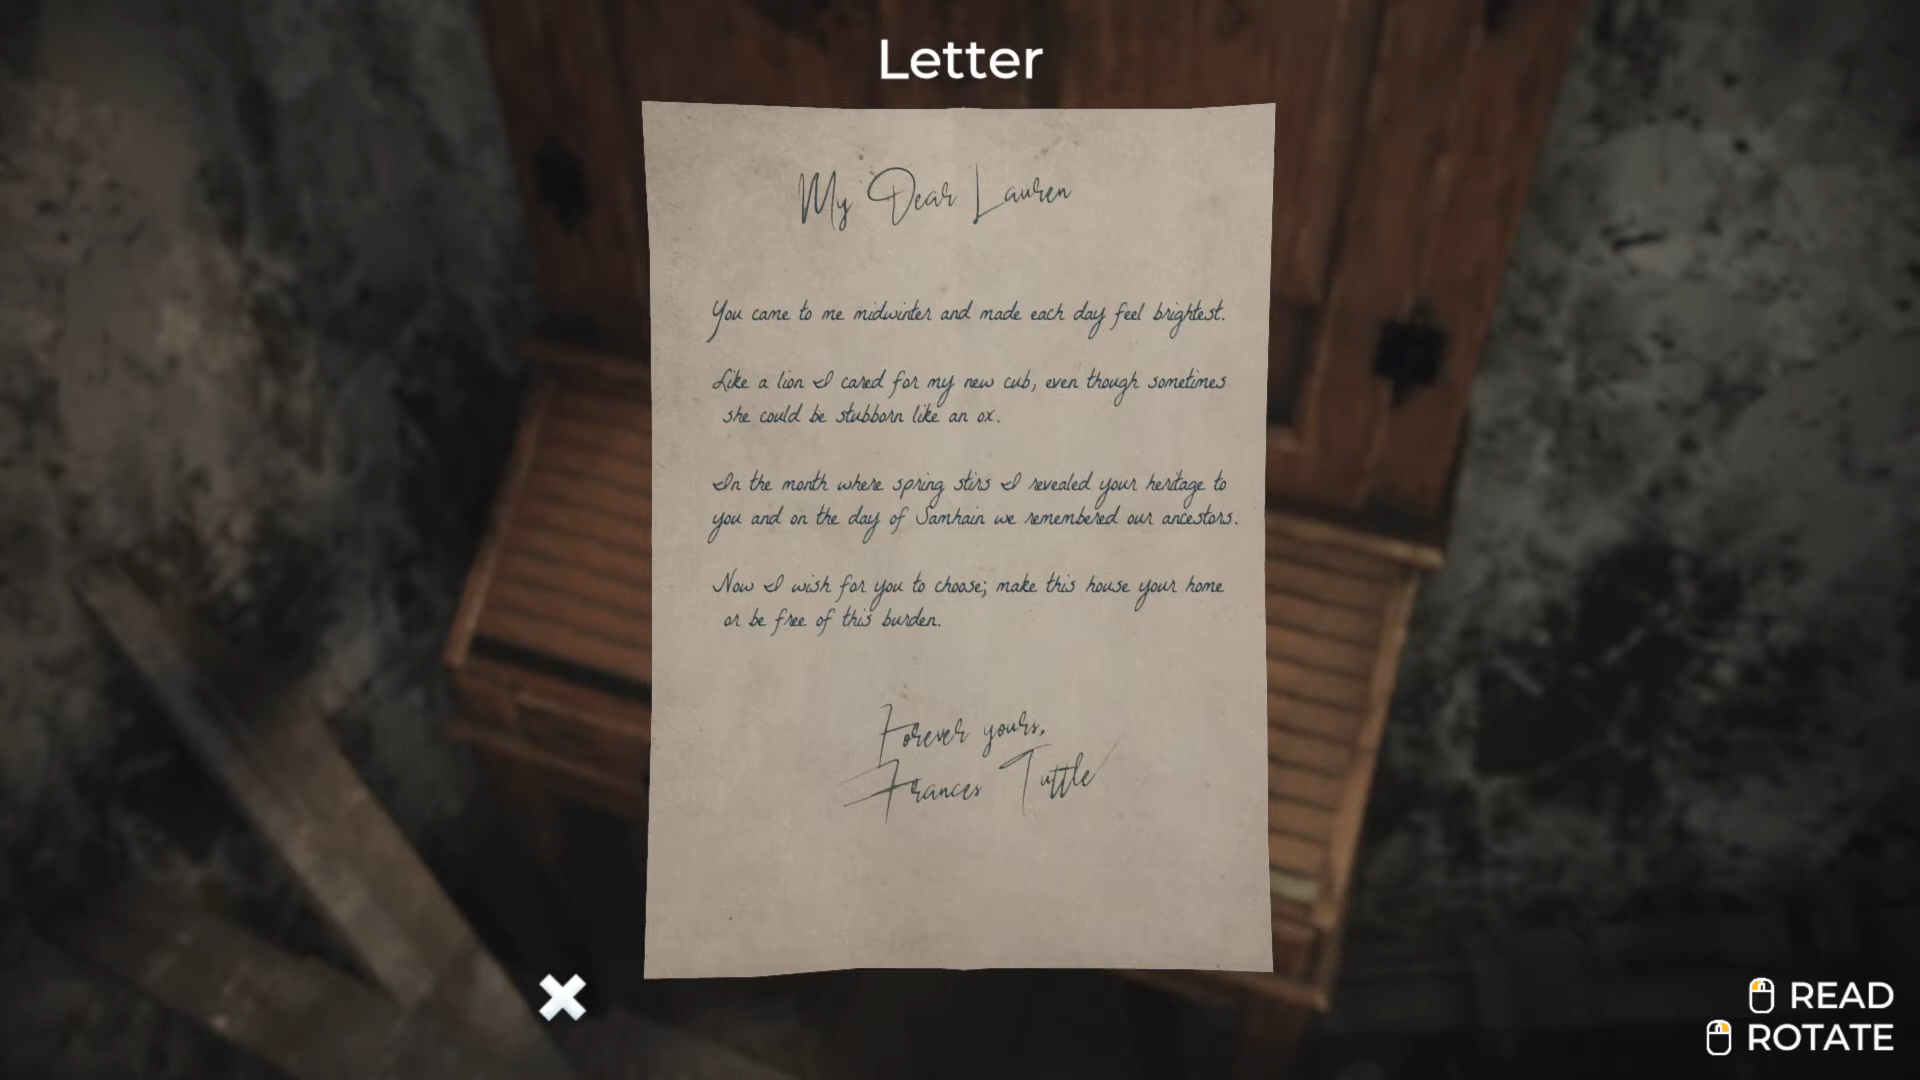 Letter
My Dear Lauren
You came to me midwinter and made each day feel brightest.
Like a lion I cared for my new cub, even though sometimes
she could be stubborn like an ox.
In the month where spring stirs I revealed your heritage to
you and on the day of Samhain we remembered our ancestors.
Now I wish for you to choose; make this house your home
or be free of this burden.
Forever yours,
Frances Tuttle
READ
ROTATE